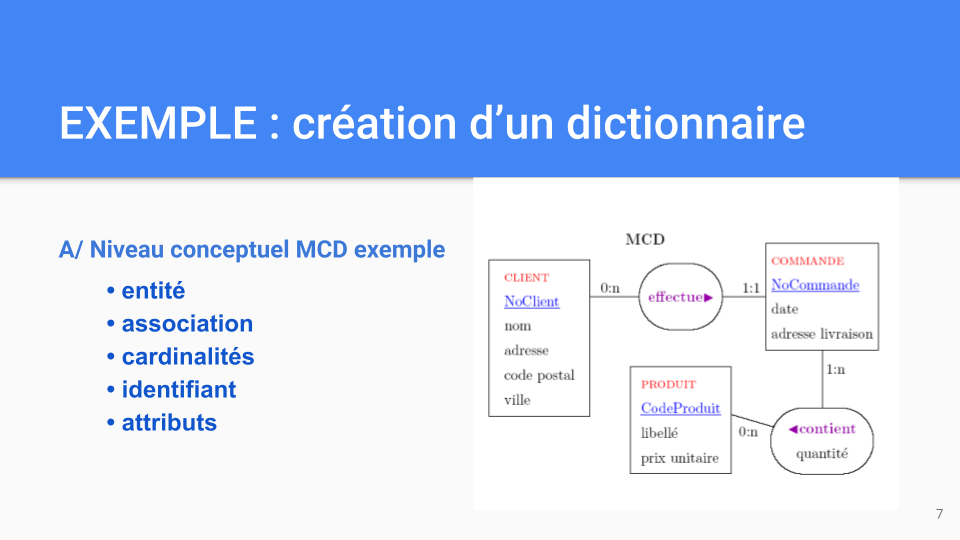 EXEMPLE : création d’un dictionnaire
A/ Niveau conceptuel MCD exemple
• entité
• association
• cardinalités
• identifiant
• attributs
MCD
CLIENT
NoClient
nom
adresse
code postal
ville
0:n
effectue▶
1:1
COMMANDE
NoCommande
date
adresse livraison
1:n
PRODUIT
CodeProduit
libellé
prix unitaire
0:n
◀contient
quantité
7